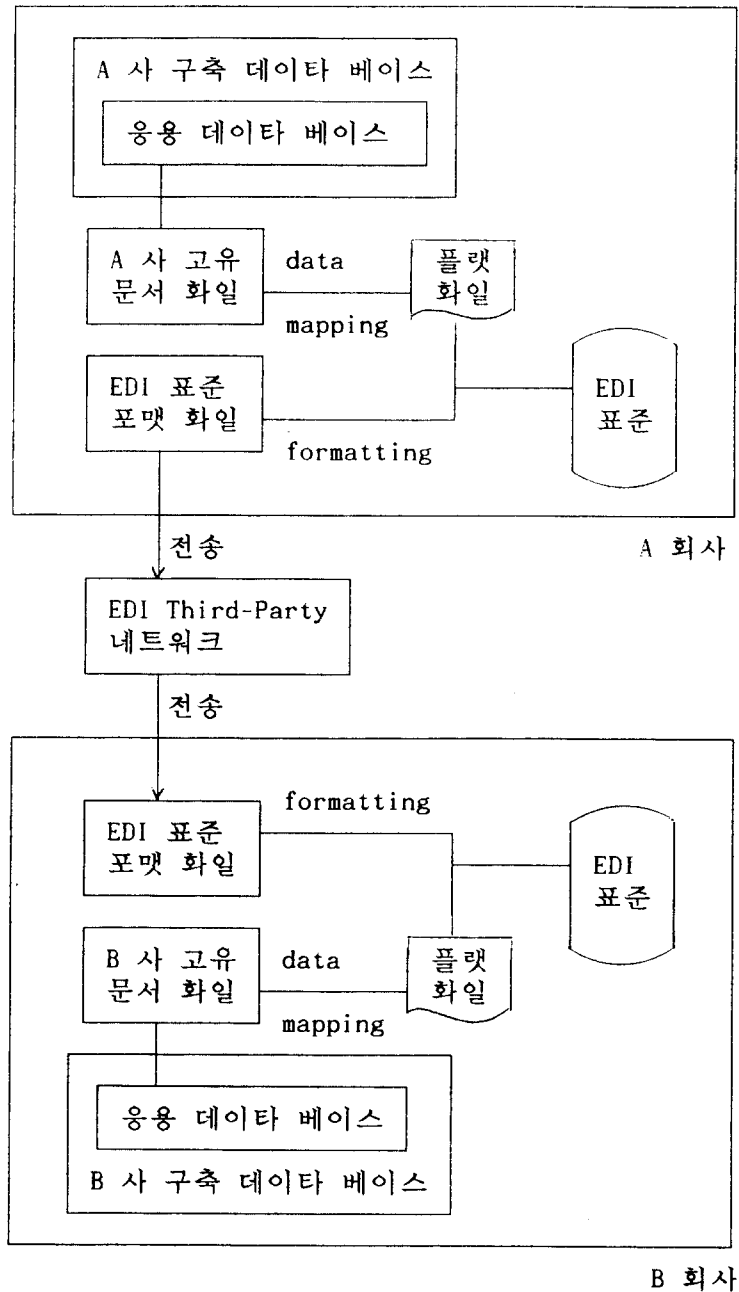 A 사 구축 데이타 베이스
응용 데이타 베이스
A 사 고유
문서 화일
data
mapping
플랫
화일
EDI 표준
포맷 화일
formatting
EDI
표준
A 회사
전송
EDI Third-Party
네트워크
전송
EDI 표준
포맷 화일
formatting
EDI
표준
B 사 고유
문서 화일
data
mapping
플랫
화일
응용 데이타 베이스
B 사 구축 데이타 베이스
B 회사